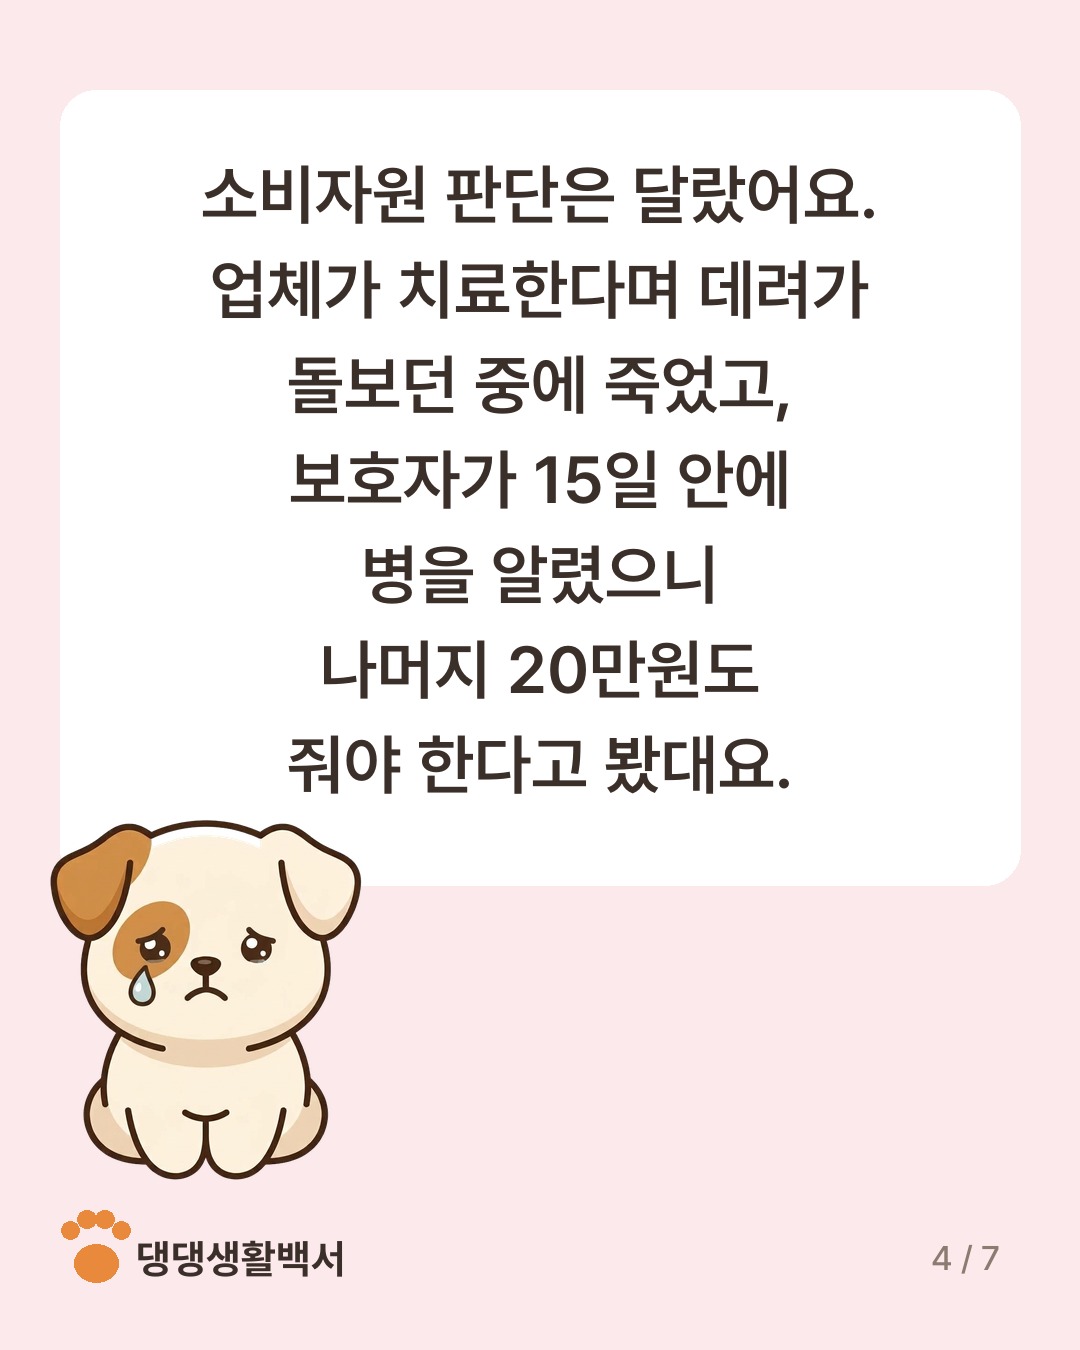 소비자원 판단은 달랐어요.
업체가 치료한다며 데려가
돌보던 중에 죽었고,
보호자가 15일 안에
병을 알렸으니
나머지 20만원도
줘야 한다고 봤대요.
댕댕생활백서
4 / 7